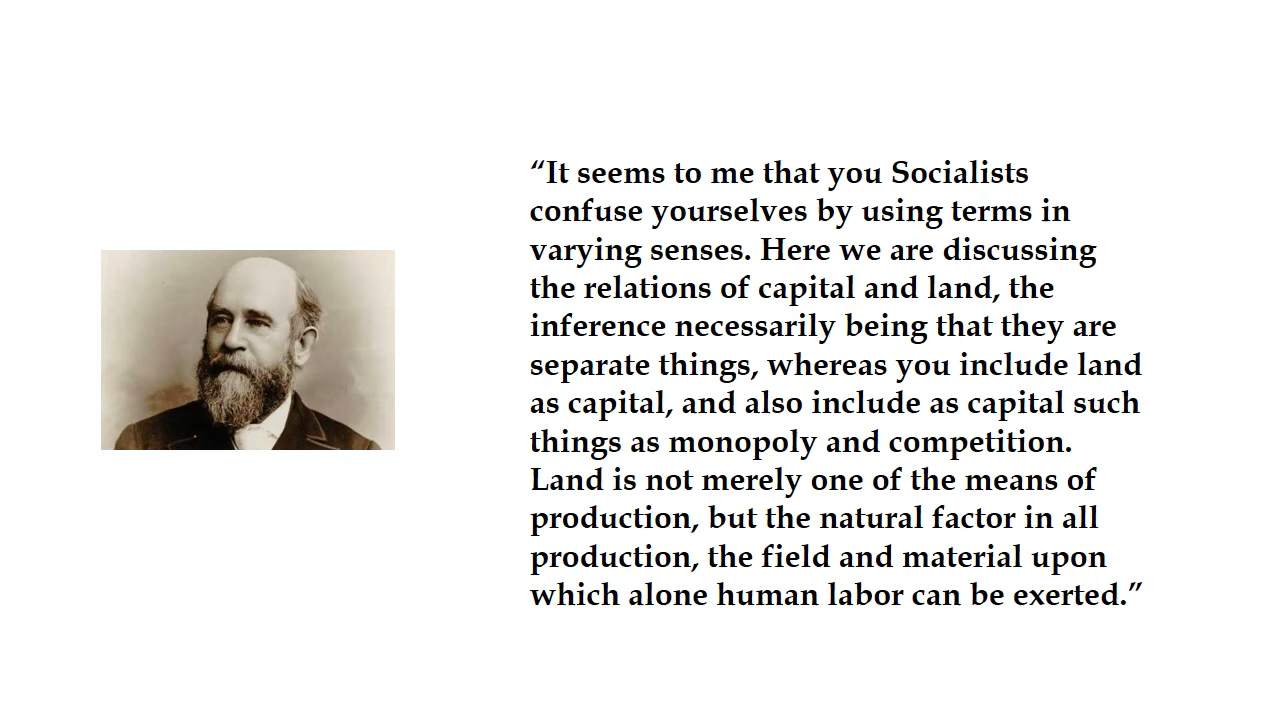 “It seems to me that you Socialists
confuse yourselves by using terms in
varying senses. Here we are discussing
the relations of capital and land, the
inference necessarily being that they are
separate things, whereas you include land
as capital, and also include as capital such
things as monopoly and competition.
Land is not merely one of the means of
production, but the natural factor in all
production, the field and material upon
which alone human labor can be exerted.”